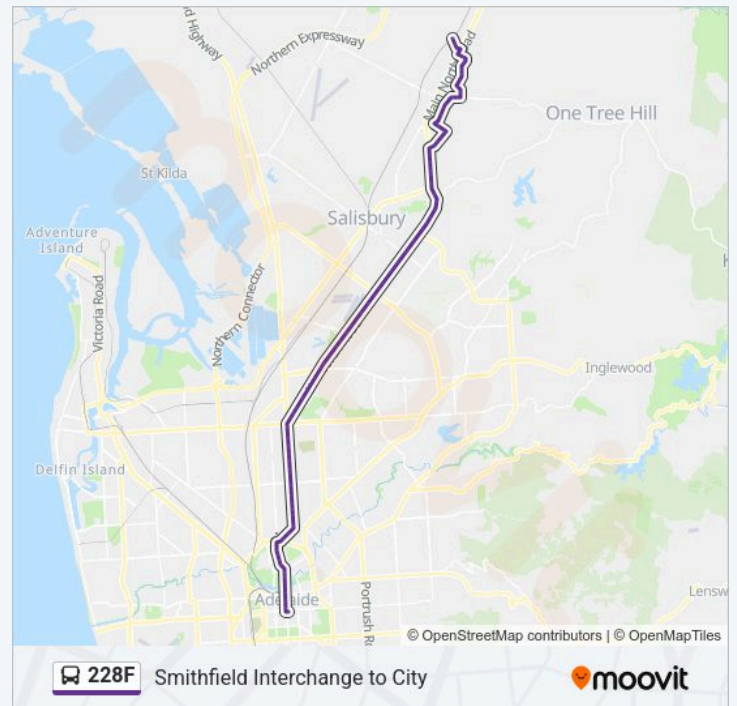 rd Highway
Northern Expressway
Main North Road
One Tree Hill
St Kilda
Salisbury
Adventure
Island
Victoria Road
Northern Connector
Inglewood
Delfin Island
Adelaide
Portrush R
Lensw
© OpenStreetMap contributors | © OpenMapTiles
228F
Smithfield Interchange to City
moovit